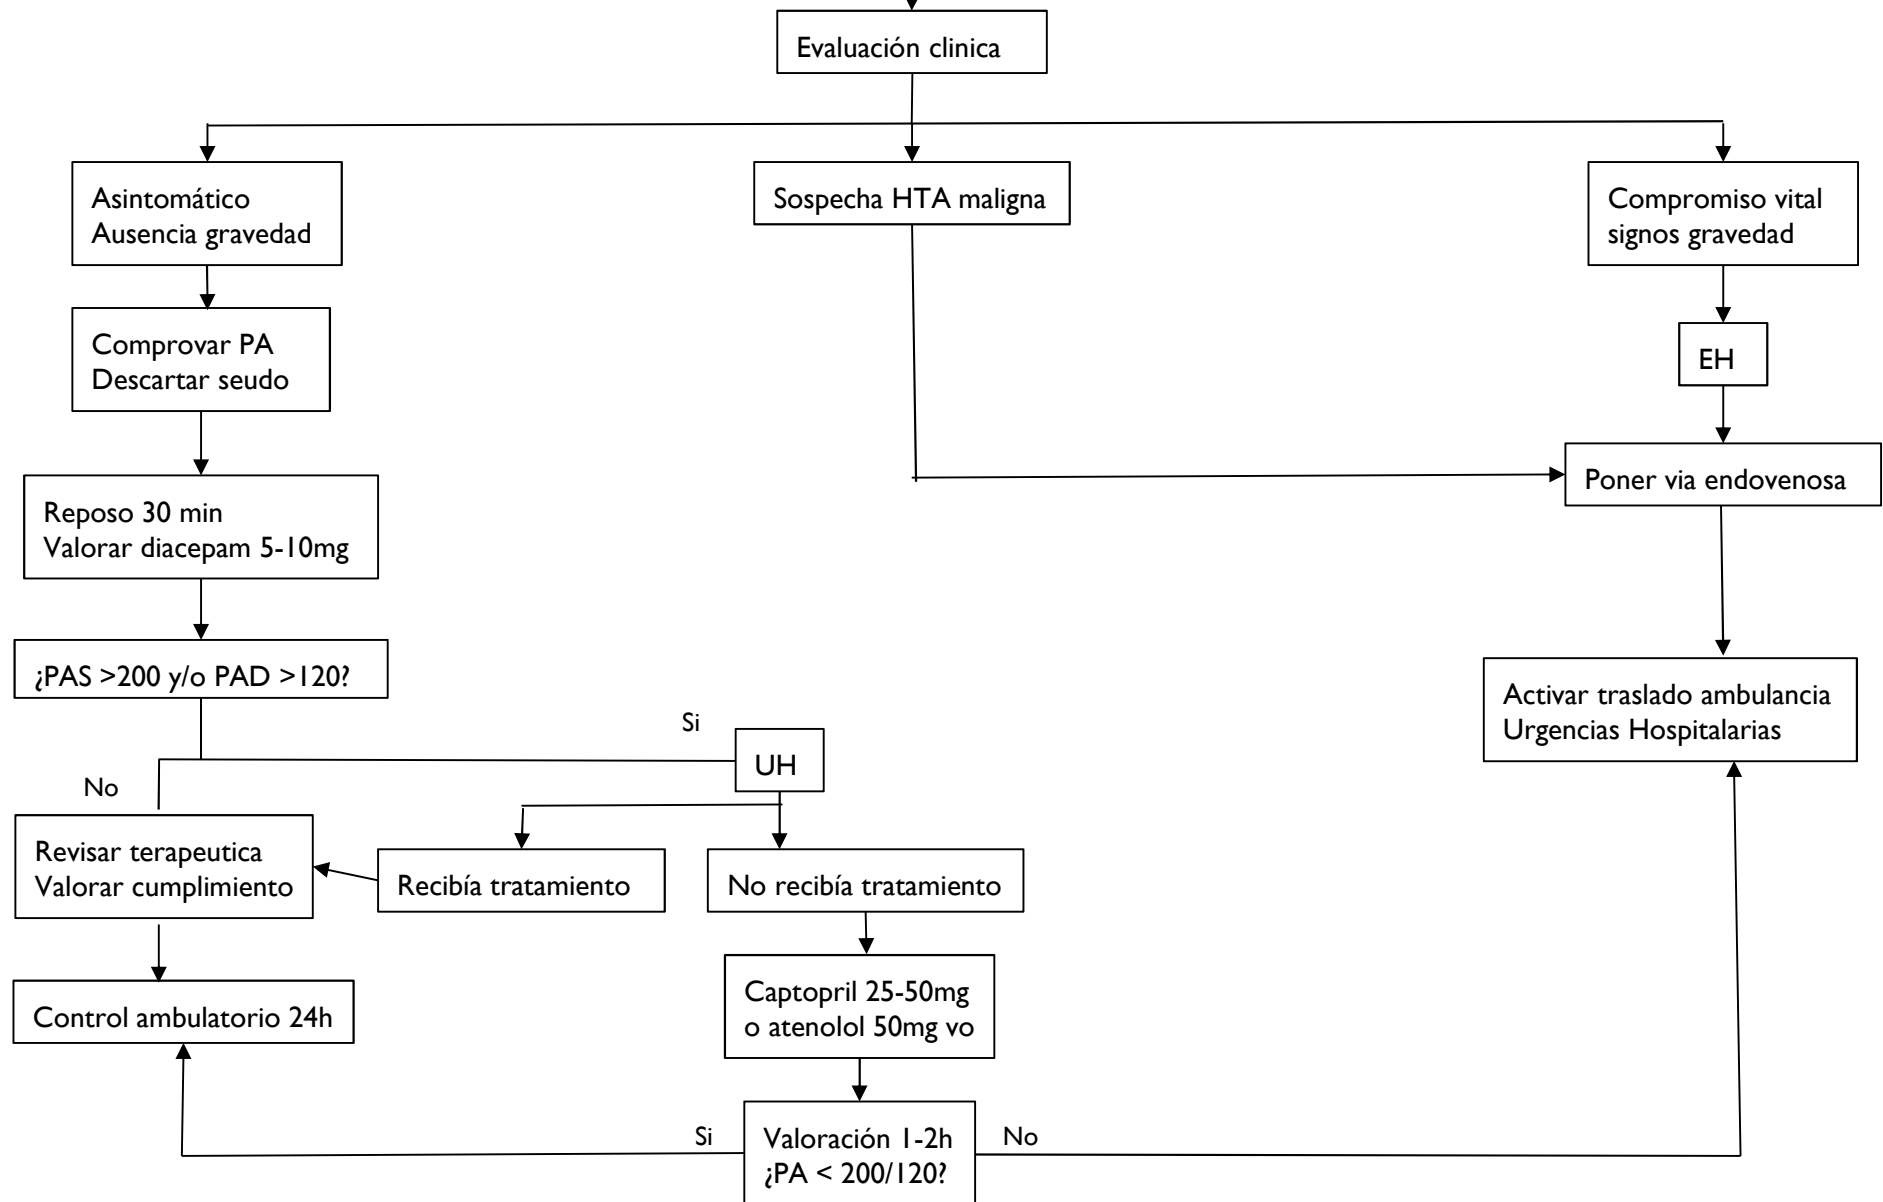 Evaluación clinica
Asintomático
Ausencia gravedad
Sospecha HTA maligna
Compromiso vital
signos gravedad
Comprovar PA
Descartar seudo
EH
Reposo 30 min
Valorar diacepam 5-10mg
Poner via endovenosa
¿PAS >200 y/o PAD >120?
Activar traslado ambulancia
Urgencias Hospitalarias
Si
UH
No
Revisar terapeutica
Valorar cumplimiento
Recibía tratamiento
No recibía tratamiento
Control ambulatorio 24h
Captopril 25-50mg
o atenolol 50mg vo
Si
Valoración 1-2h
¿PA < 200/120?
No